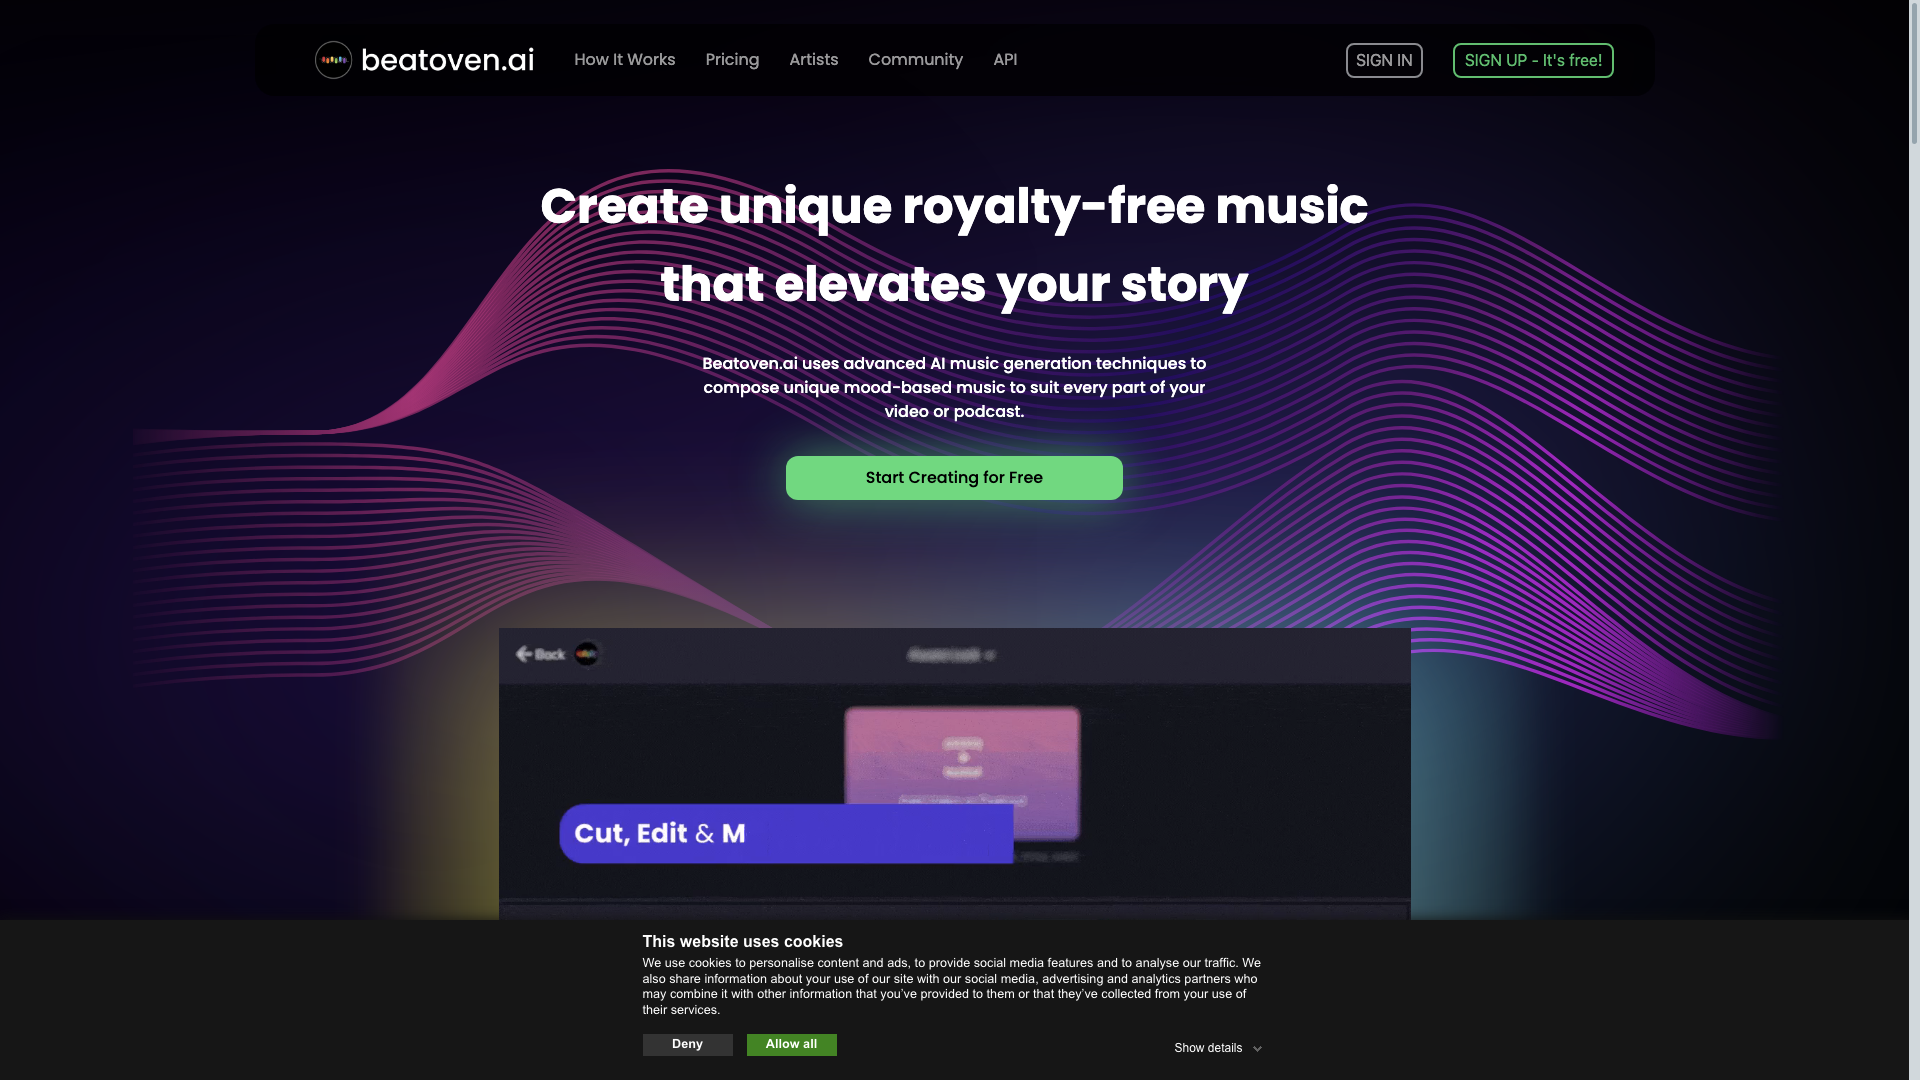 beatoven.ai
How It Works
Pricing
Artists
Community
API
SIGN IN
SIGN UP - It's free!
Create unique royalty-free music
that elevates your story
Beatoven.ai uses advanced AI music generation techniques to
compose unique mood-based music to suit every part of your
video or podcast.
Start Creating for Free
Back
Cut, Edit & M
This website uses cookies
We use cookies to personalise content and ads, to provide social media features and to analyse our traffic. We
also share information about your use of our site with our social media, advertising and analytics partners who
may combine it with other information that you've provided to them or that they've collected from your use of
their services.
Deny
Allow all
Show details